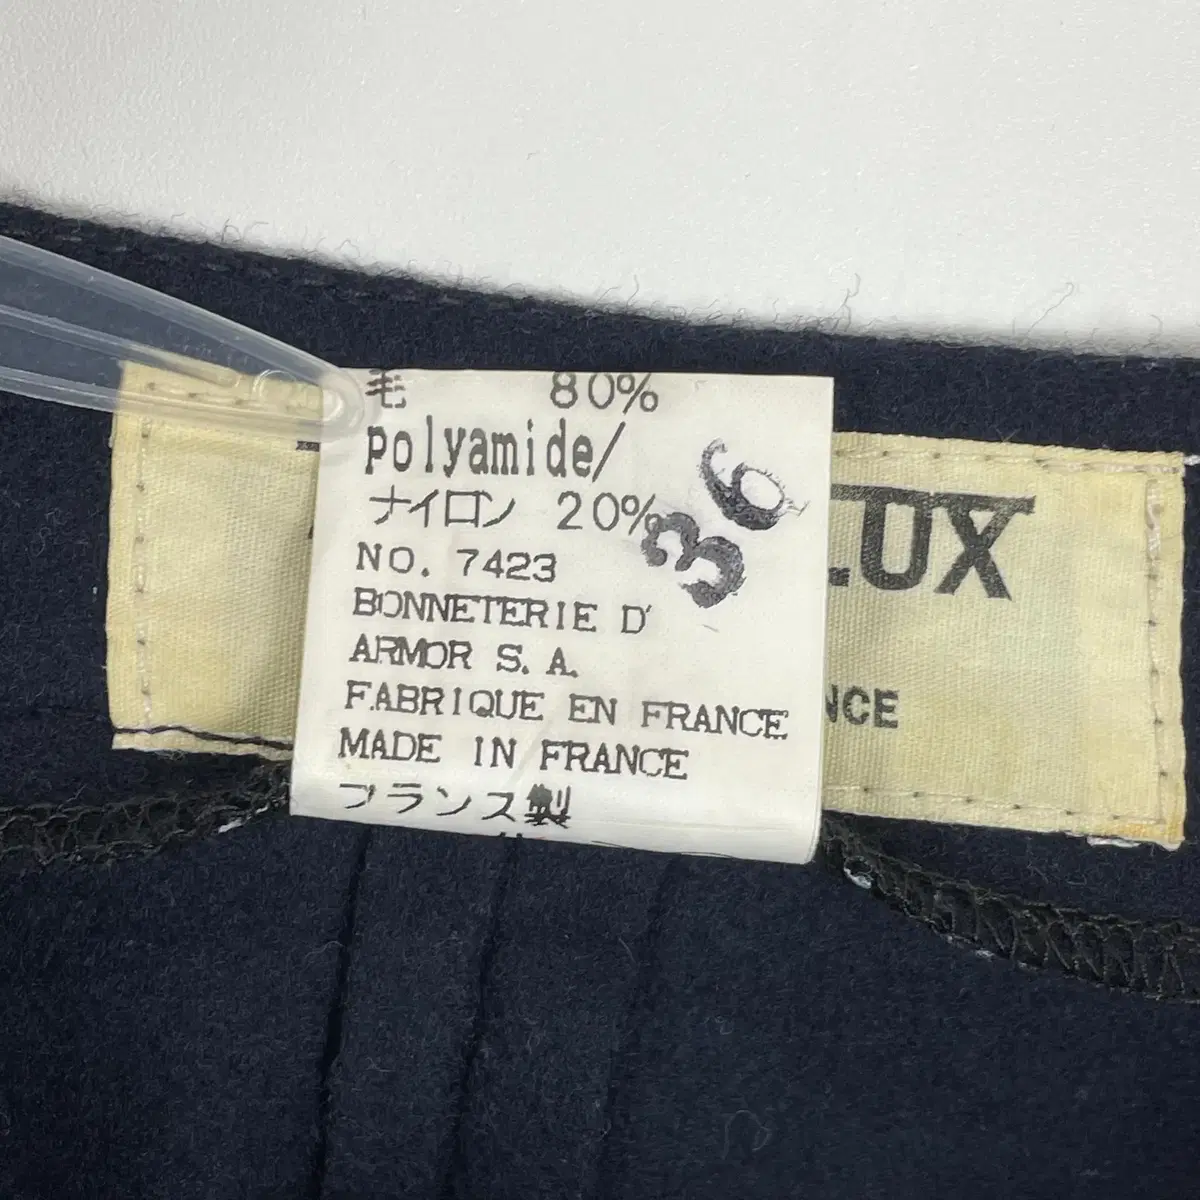 毛 80%
polyamide/
ナイロン 20%
36
NO. 7423
BONNETERIE D'
ARMOR S.A.
FABRIQUE EN FRANCE
MADE IN FRANCE
フランス製
LUX
NCE